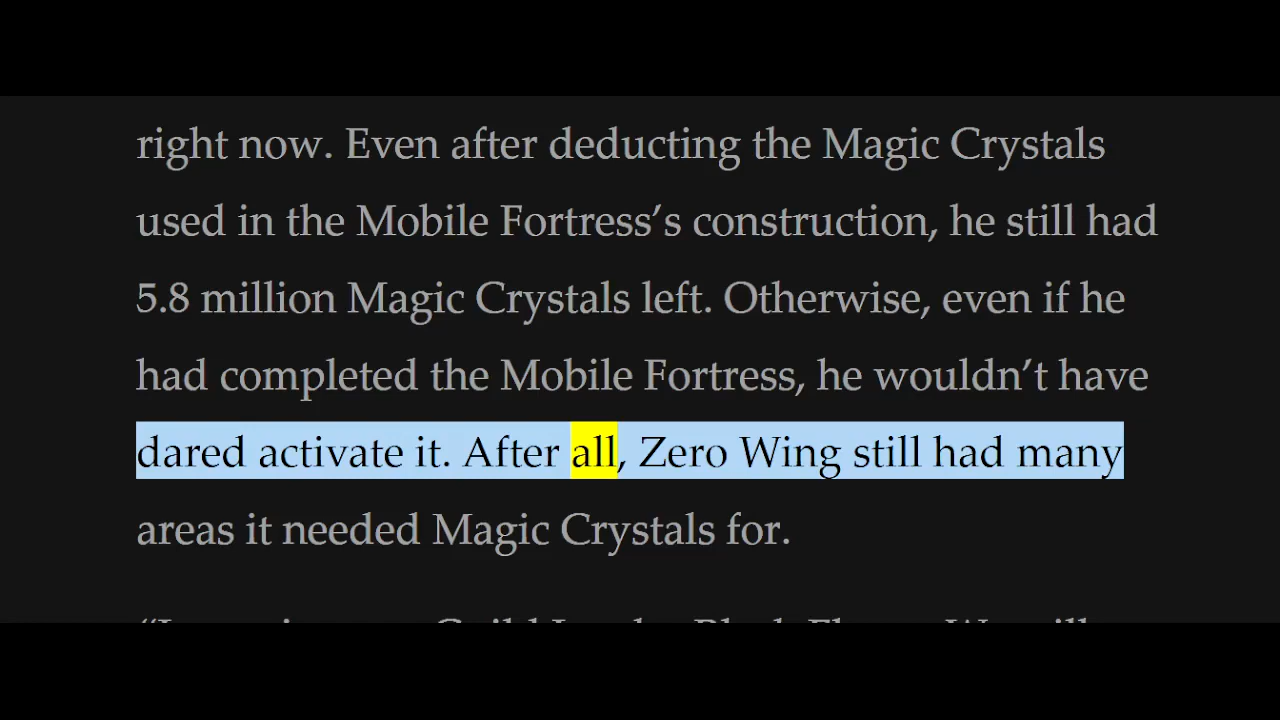 right now. Even after deducting the Magic Crystals
used in the Mobile Fortress’s construction, he still had
5.8 million Magic Crystals left. Otherwise, even if he
had completed the Mobile Fortress, he wouldn’t have
dared activate it. After all, Zero Wing still had many
areas it needed Magic Crystals for.